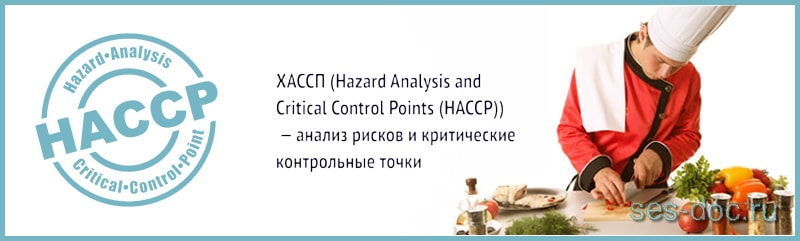 Hazard•Analysis
HACCP
Critical•Control•Point
ХАССП (Hazard Analysis and
Critical Control Points (HACCP))
— анализ рисков и критические
контрольные точки
ses-doc.ru